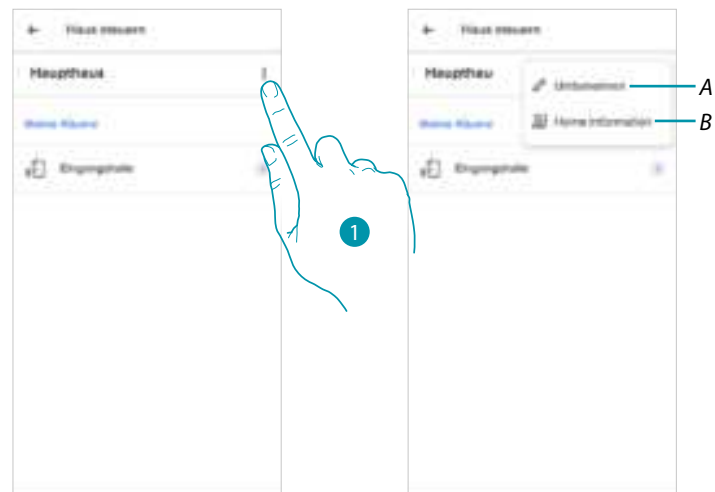 Haus steuern
Haupthaus
Meine Räume
Eingangshalle
1
Haus steuern
Haupthau
Umbenennen
A
Home Information
B
Meine Räume
Eingangshalle